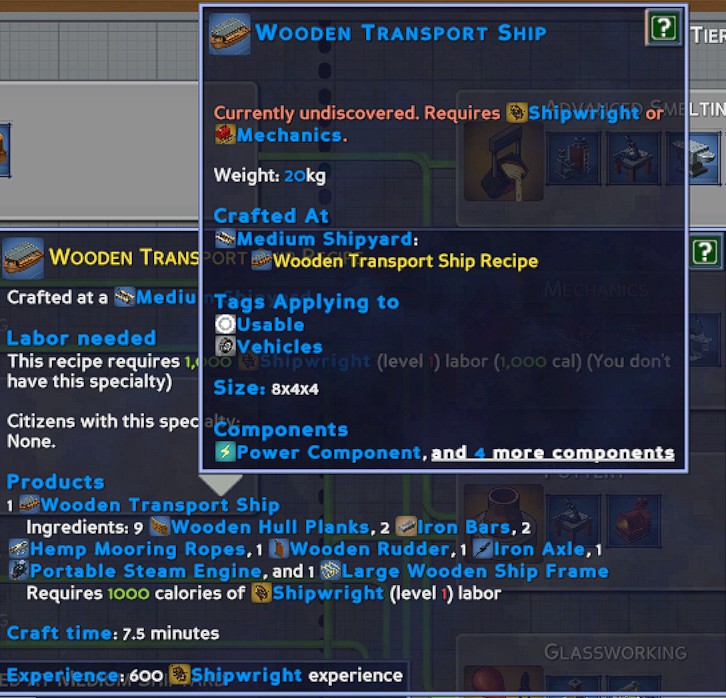 WOODEN TRANSPORT SHIP
?
TIER
Currently undiscovered. Requires Shipwright or
Mechanics.
ADVANCED SMELTIN
Weight: 20kg
Crafted At
Medium Shipyard:
Wooden Transport Ship Recipe
WOODEN TRANSPORT
?
Crafted at a Mediu
MECHANICS
Tags Applying to
Usable
Vehicles
Labor needed
This recipe requires 1,000 Shipwright (level 1) labor (1,000 cal) (You don't
have this specialty)
Size: 8x4x4
Citizens with this specialty:
None.
Components
Power Component, and 4 more components
POTTERY
Products
1 Wooden Transport Ship
Ingredients: 9 Wooden Hull Planks, 2 Iron Bars, 2
Hemp Mooring Ropes, 1 Wooden Rudder, 1 Iron Axle, 1
Portable Steam Engine, and 1 Large Wooden Ship Frame
Requires 1000 calories of Shipwright (level 1) labor
Craft time: 7.5 minutes
GLASSWORKING
Experience: 600 Shipwright experience